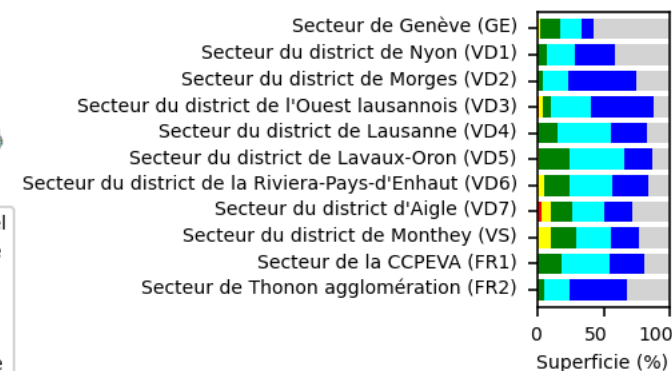 Secteur de Genève (GE)
Secteur du district de Nyon (VD1)
Secteur du district de Morges (VD2)
Secteur du district de l'Ouest lausannois (VD3)
Secteur du district de Lausanne (VD4)
Secteur du district de Lavaux-Oron (VD5)
Secteur du district de la Riviera-Pays-d'Enhaut (VD6)
Secteur du district d'Aigle (VD7)
Secteur du district de Monthey (VS)
Secteur de la CCPEVA (FR1)
Secteur de Thonon agglomération (FR2)
0 50 100
Superficie (%)